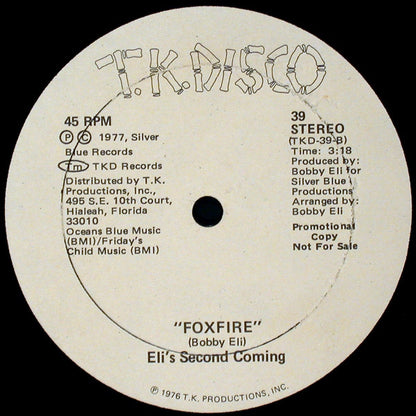 T.K.DISCO
45 RPM
Ⓟ Ⓒ 1977, Silver
Blue Records
Tm TKD Records
Distributed by T.K.
Productions, Inc.,
495 S.E. 10th Court,
Hialeah, Florida
33010
Oceans Blue Music
(BMI)/Friday's
Child Music (BMI)
39
STEREO
(TKD-39-B)
Time: 3:18
Produced by:
Bobby Eli for
Silver Blue
Productions
Arranged by:
Bobby Eli
Promotional
Copy
Not For Sale
"FOXFIRE"
(Bobby Eli)
Eli's Second Coming
Ⓟ 1976 T.K. PRODUCTIONS, INC.